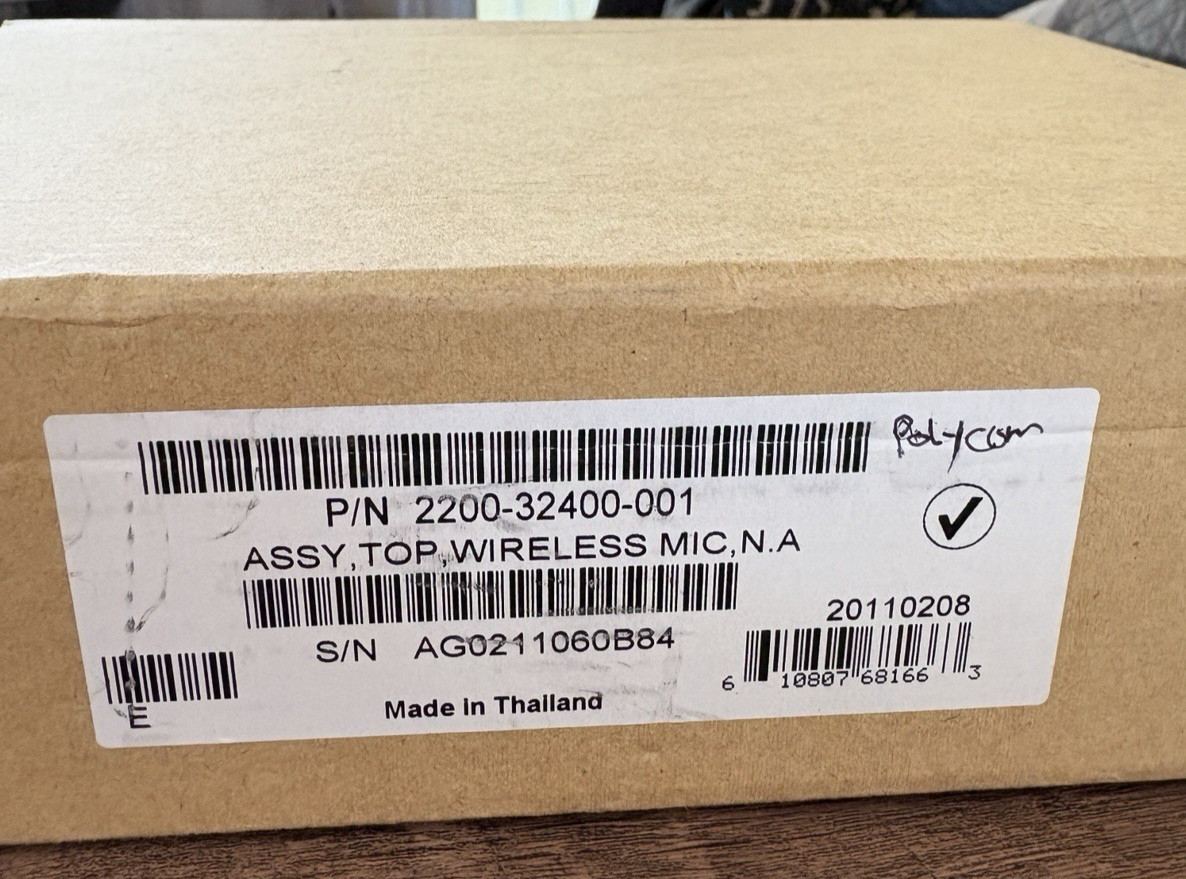 Polycom
P/N 2200-32400-001
ASSY,TOP,WIRELESS MIC,N.A
20110208
S/N AG0211060B84
6 10807 68166 3
E
Made in Thailand